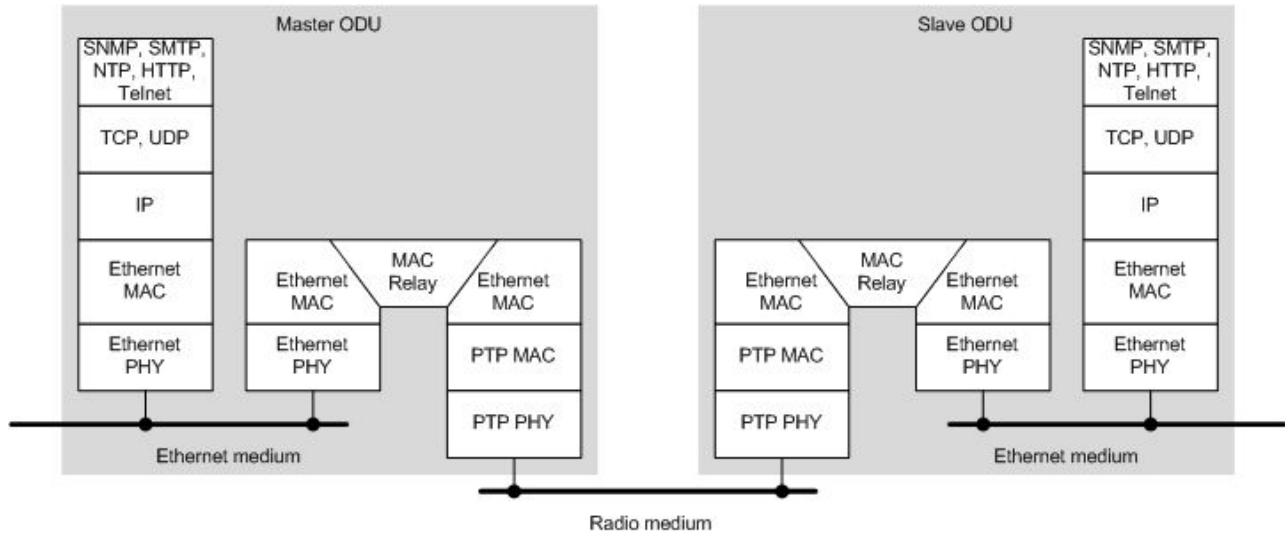 Master ODU
SNMP, SMTP,
NTP, HTTP,
Telnet
TCP, UDP
IP
Ethernet
MAC
Ethernet
PHY
Ethernet
MAC
Ethernet
PHY
MAC
Relay
Ethernet
MAC
PTP MAC
PTP PHY
Ethernet medium
Slave ODU
Ethernet
MAC
PTP MAC
PTP PHY
MAC
Relay
Ethernet
MAC
Ethernet
PHY
SNMP, SMTP,
NTP, HTTP,
Telnet
TCP, UDP
IP
Ethernet
MAC
Ethernet
PHY
Ethernet medium
Radio medium